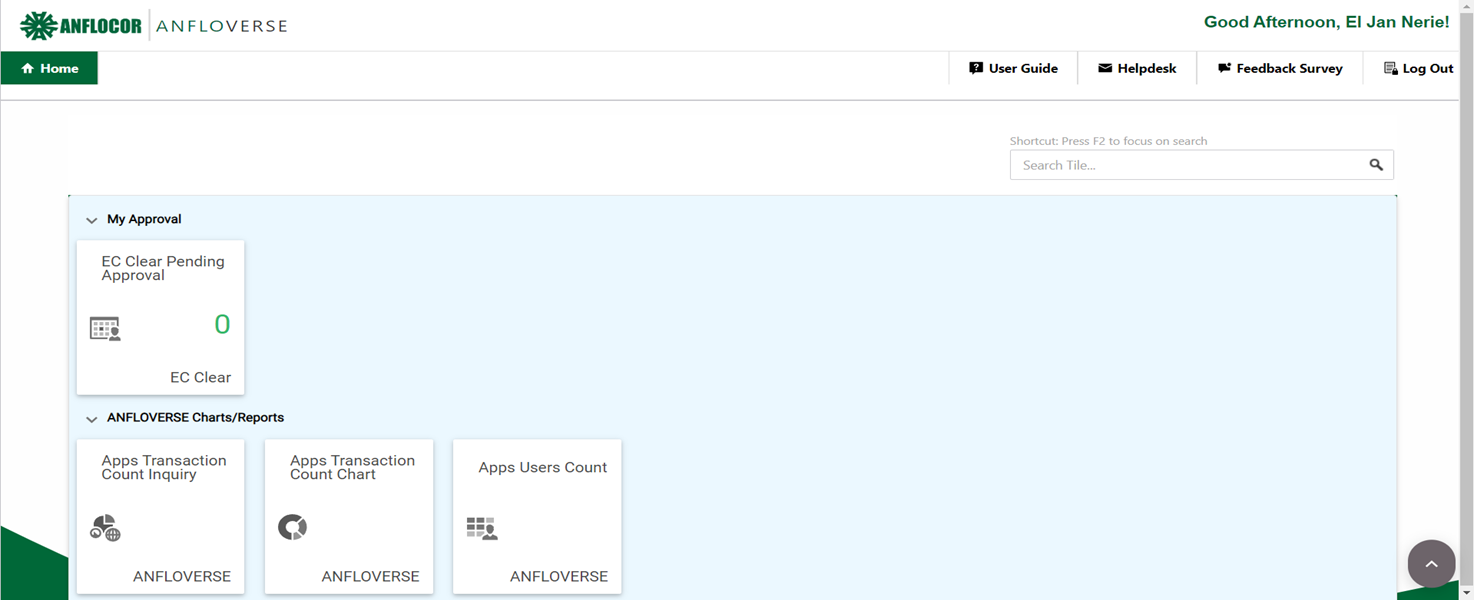 ANFLOCOR ANFLOVERSE
Good Afternoon, El Jan Nerie!
Home
User Guide
Helpdesk
Feedback Survey
Log Out
Shortcut: Press F2 to focus on search
Search Tile...
My Approval
EC Clear Pending
Approval
0
EC Clear
ANFLOVERSE Charts/Reports
Apps Transaction
Count Inquiry
ANFLOVERSE
Apps Transaction
Count Chart
ANFLOVERSE
Apps Users Count
ANFLOVERSE